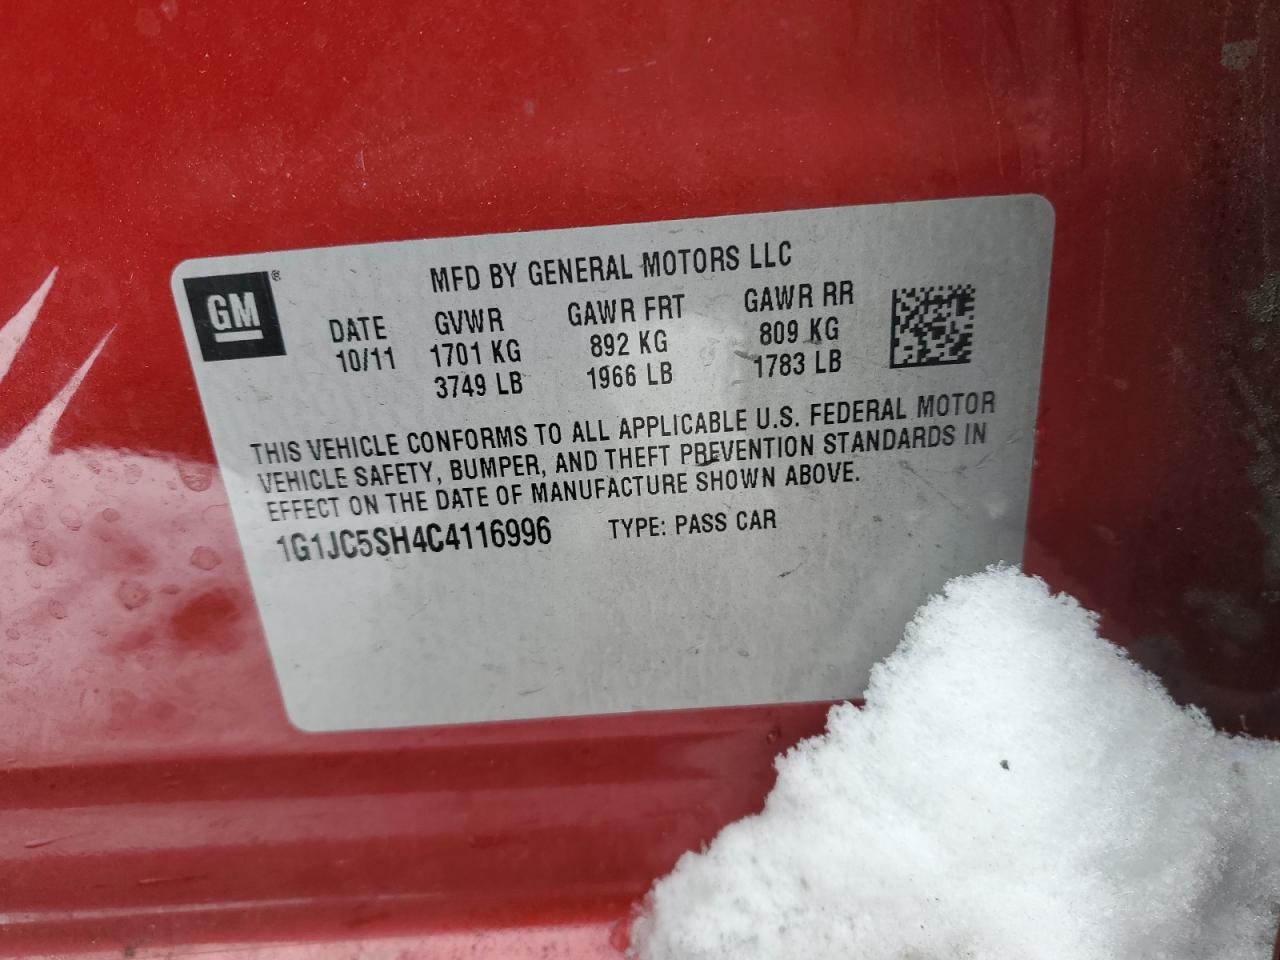 GM®
MFD BY GENERAL MOTORS LLC
DATE GVWR GAWR FRT GAWR RR
10/11 1701 KG 892 KG 809 KG
3749 LB 1966 LB 1783 LB
THIS VEHICLE CONFORMS TO ALL APPLICABLE U.S. FEDERAL MOTOR
VEHICLE SAFETY, BUMPER, AND THEFT PREVENTION STANDARDS IN
EFFECT ON THE DATE OF MANUFACTURE SHOWN ABOVE.
1G1JC5SH4C4116996 TYPE: PASS CAR